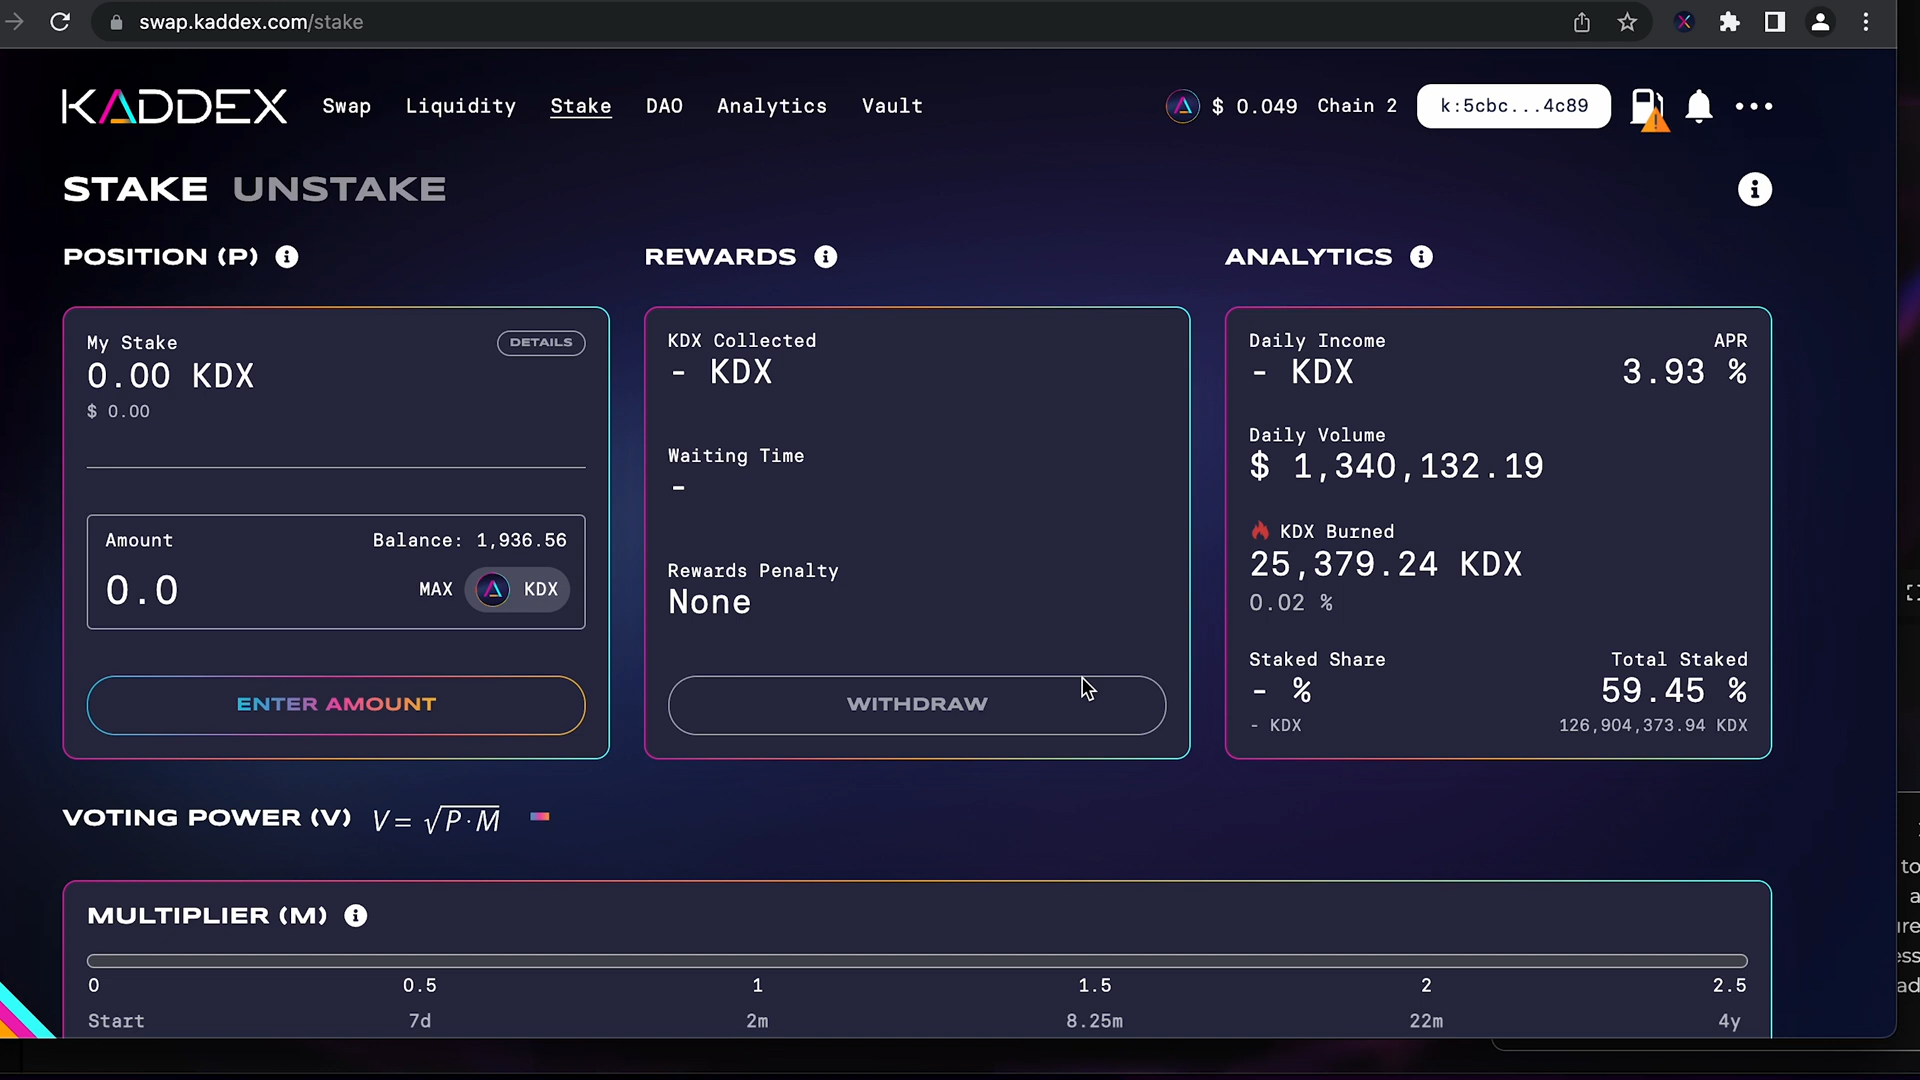 swap.kaddex.com/stake
KADDEX Swap Liquidity Stake DAO Analytics Vault $ 0.049 Chain 2 k:5cbc...4c89
STAKE UNSTAKE
POSITION (P)
My Stake DETAILS
0.00 KDX
$ 0.00
Amount Balance: 1,936.56
0.0 MAX KDX
ENTER AMOUNT
REWARDS
KDX Collected
- KDX
Waiting Time
-
Rewards Penalty
None
WITHDRAW
ANALYTICS
Daily Income APR
- KDX 3.93 %
Daily Volume
$ 1,340,132.19
KDX Burned
25,379.24 KDX
0.02 %
Staked Share Total Staked
- % 59.45 %
- KDX 126,904,373.94 KDX
VOTING POWER (V) V = √P·M
MULTIPLIER (M)
0 0.5 1 1.5 2 2.5
Start 7d 2m 8.25m 22m 4y
to